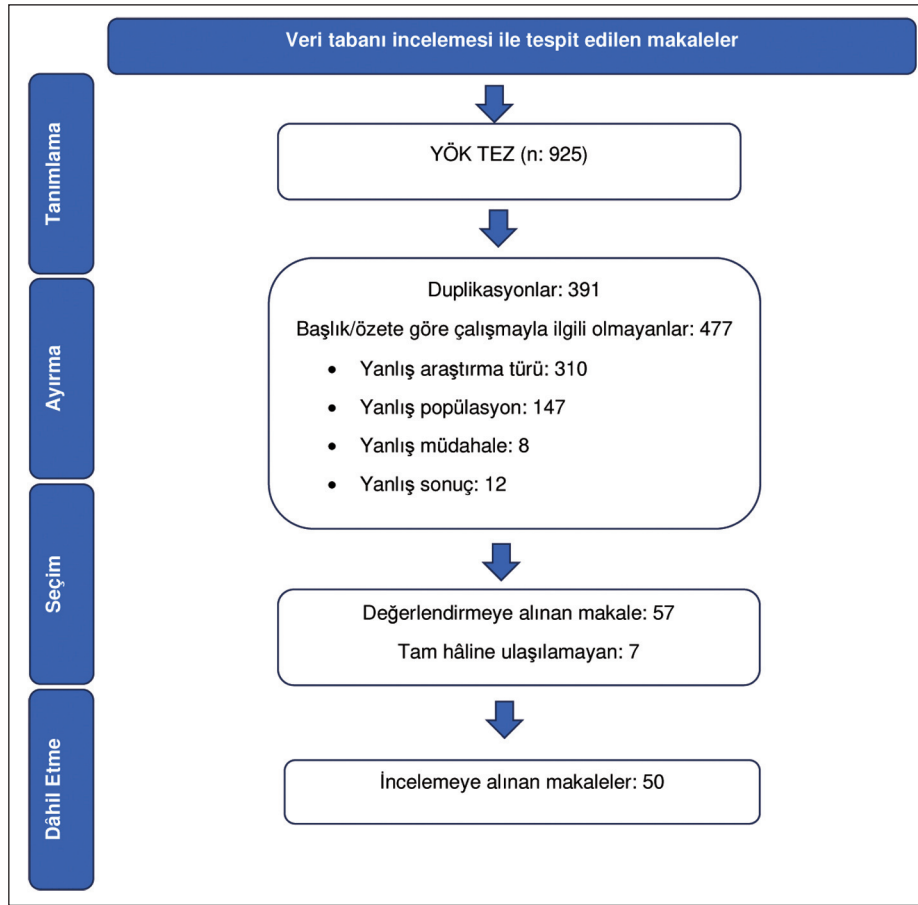 Veri tabanı incelemesi ile tespit edilen makaleler
Tanımlama
YÖK TEZ (n: 925)
Ayırma
Duplikasyonlar: 391
Başlık/özete göre çalışmayla ilgili olmayanlar: 477
• Yanlış araştırma türü: 310
• Yanlış popülasyon: 147
• Yanlış müdahale: 8
• Yanlış sonuç: 12
Seçim
Değerlendirmeye alınan makale: 57
Tam hâline ulaşılamayan: 7
Dâhil Etme
İncelemeye alınan makaleler: 50